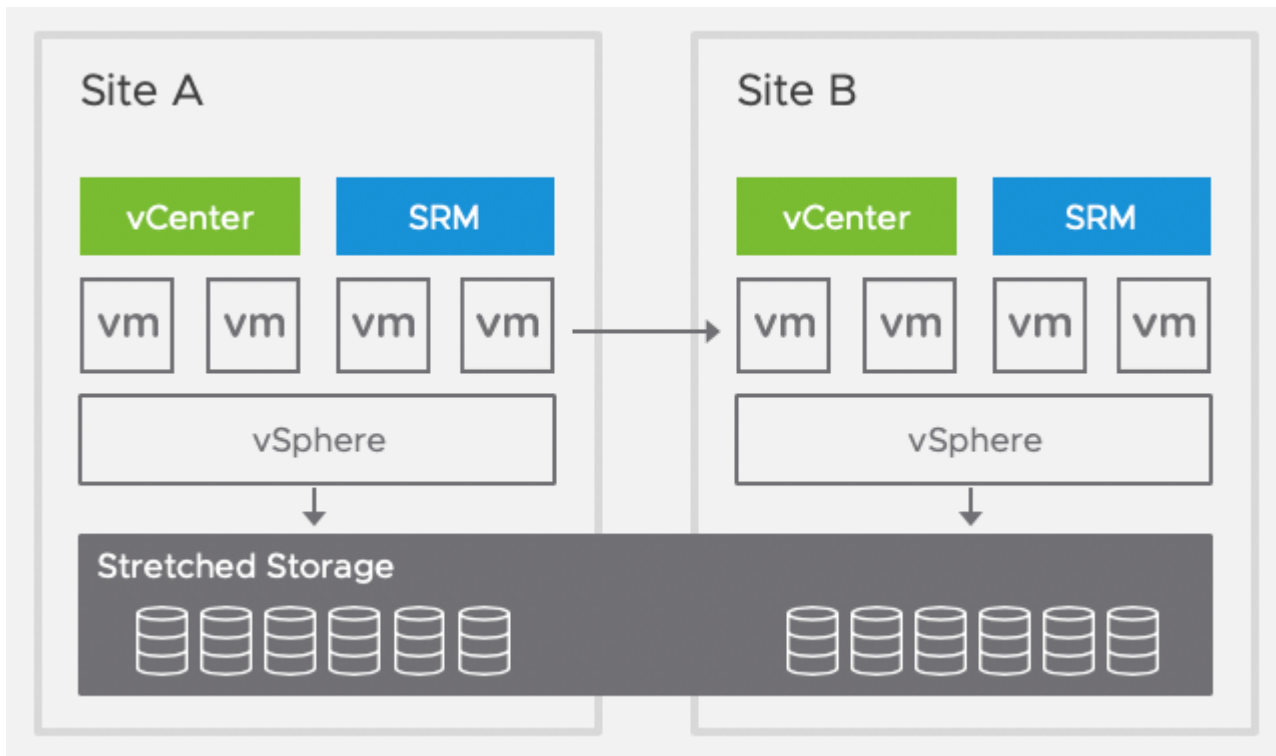 Site A
Site B
vCenter
SRM
vCenter
SRM
vm
vm
vm
vm
vm
vm
vm
vm
vSphere
vSphere
Stretched Storage